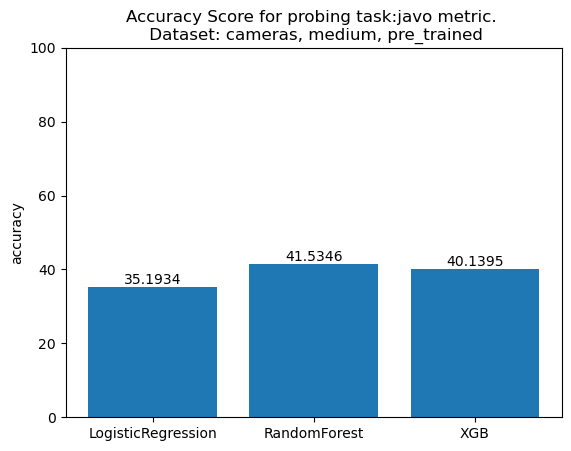 Accuracy Score for probing task:javo metric.
Dataset: cameras, medium, pre_trained
100
80
60
40
20
0
accuracy
35.1934
41.5346
40.1395
LogisticRegression
RandomForest
XGB